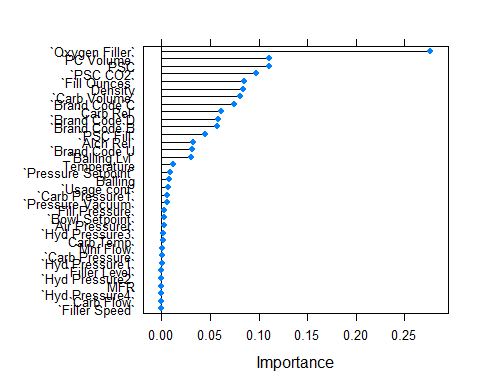 `Oxygen Filler`
`PC Volume`
PSC
`PSC CO2`
`Fill Ounces`
Density
`Carb Volume`
`Brand Code C`
`Carb Rel`
`Brand Code D`
`Brand Code B`
`PSC Fill`
`Alch Rel`
`Brand Code U`
`Balling Lvl`
Temperature
`Pressure Setpoint`
Balling
`Usage cont`
`Carb Pressure1`
`Pressure Vacuum`
`Fill Pressure`
`Bowl Setpoint`
`Air Pressurer`
`Hyd Pressure3`
`Carb Temp`
`Mnf Flow`
`Carb Pressure`
`Hyd Pressure1`
`Filler Level`
`Hyd Pressure2`
MFR
`Hyd Pressure4`
`Carb Flow`
`Filler Speed`
0.00 0.05 0.10 0.15 0.20 0.25
Importance